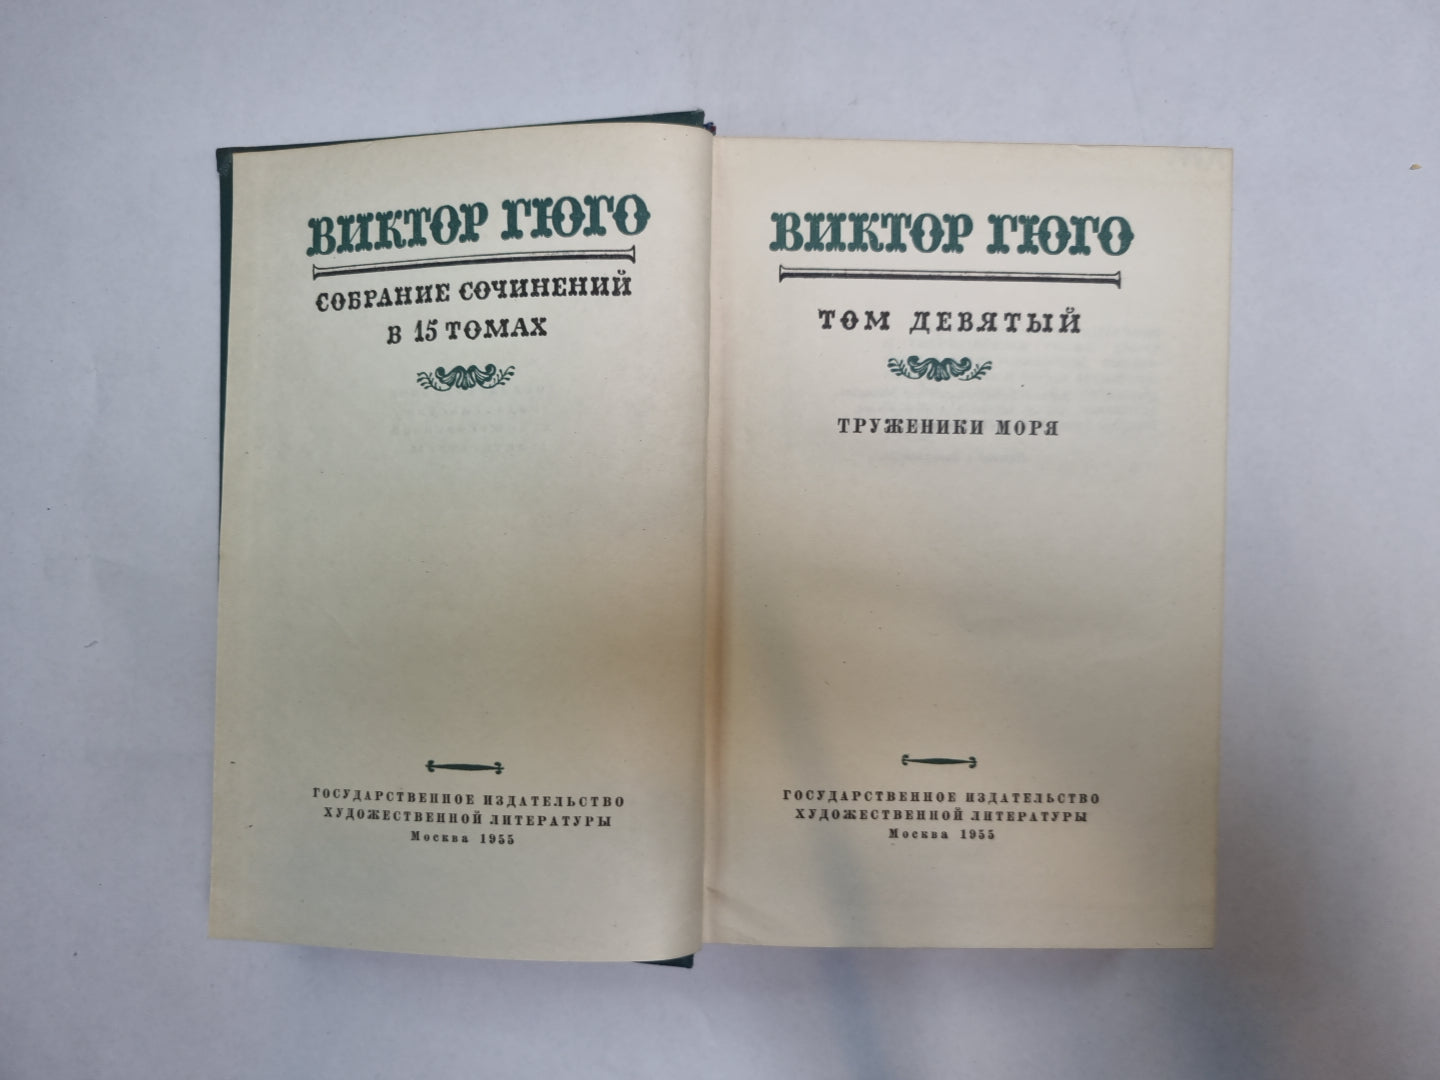 ВИКТОР ГЮГО
СОБРАНИЕ СОЧИНЕНИЙ
В 15 ТОМАХ
ГОСУДАРСТВЕННОЕ ИЗДАТЕЛЬСТВО
ХУДОЖЕСТВЕННОЙ ЛИТЕРАТУРЫ
Москва 1955
ВИКТОР ГЮГО
ТОМ ДЕВЯТЫЙ
ТРУЖЕНИКИ МОРЯ
ГОСУДАРСТВЕННОЕ ИЗДАТЕЛЬСТВО
ХУДОЖЕСТВЕННОЙ ЛИТЕРАТУРЫ
Москва 1955